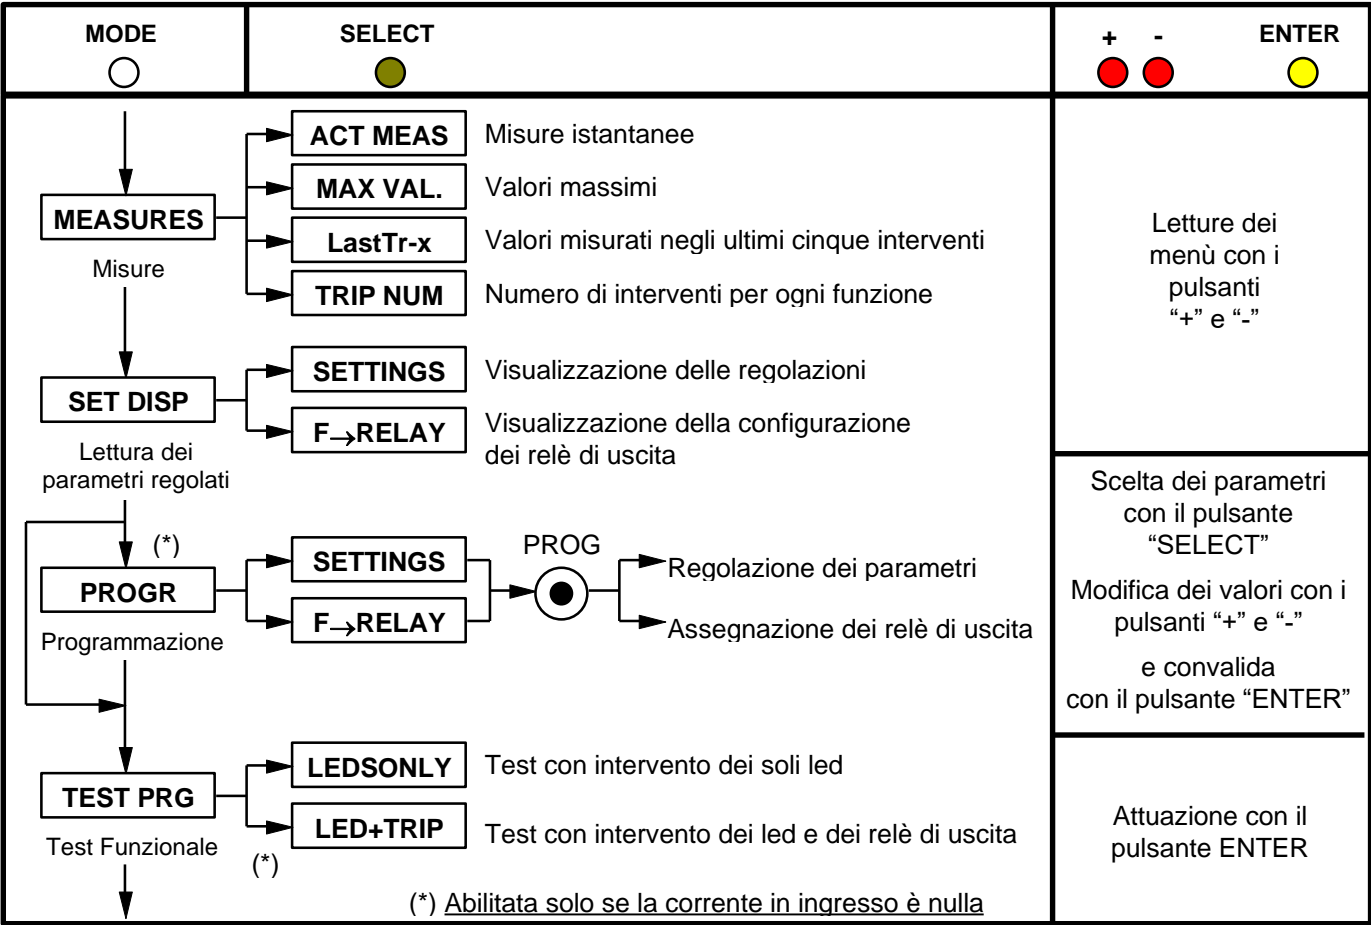 MODE
SELECT
+ -
ENTER
ACT MEAS
Misure istantanee
MAX VAL.
Valori massimi
MEASURES
Misure
LastTr-x
Valori misurati negli ultimi cinque interventi
TRIP NUM
Numero di interventi per ogni funzione
Letture dei
menù con i
pulsanti
“+” e “-”
SET DISP
Lettura dei
parametri regolati
SETTINGS
Visualizzazione delle regolazioni
F→RELAY
Visualizzazione della configurazione
dei relè di uscita
(*)
PROGR
Programmazione
SETTINGS
F→RELAY
PROG
Regolazione dei parametri
Assegnazione dei relè di uscita
Scelta dei parametri
con il pulsante
“SELECT”
Modifica dei valori con i
pulsanti “+” e “-”
e convalida
con il pulsante “ENTER”
TEST PRG
Test Funzionale
LEDSONLY
Test con intervento dei soli led
LED+TRIP
Test con intervento dei led e dei relè di uscita
(*)
Attuazione con il
pulsante ENTER
(*) Abilitata solo se la corrente in ingresso è nulla